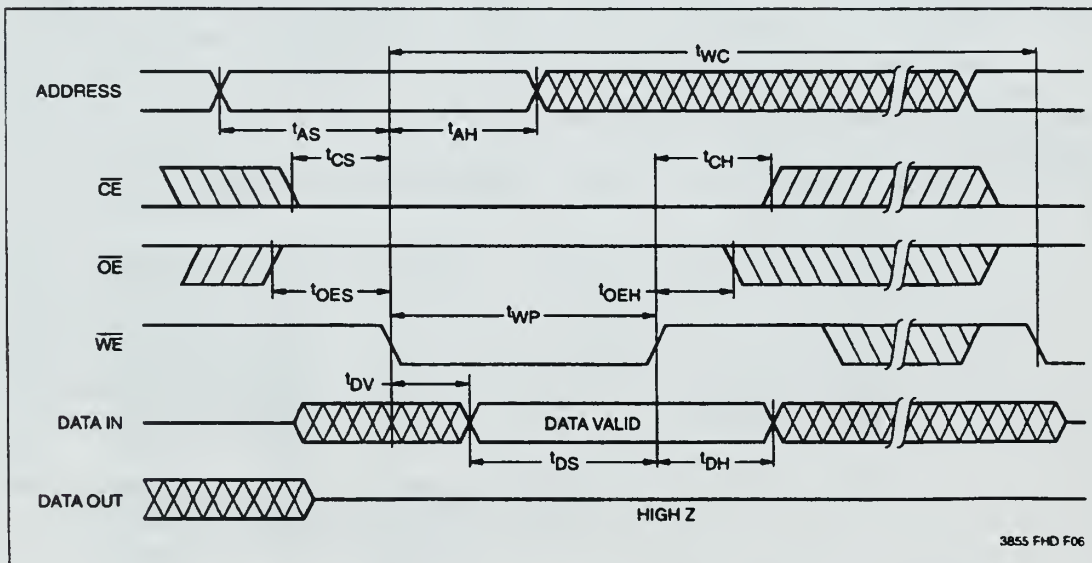 tWC
ADDRESS
tAS
tAH
tCS
tCH
CE
OE
tOES
tOEH
tWP
WE
tDV
DATA IN
DATA VALID
tDS
tDH
DATA OUT
HIGH Z
3855 FHD F06